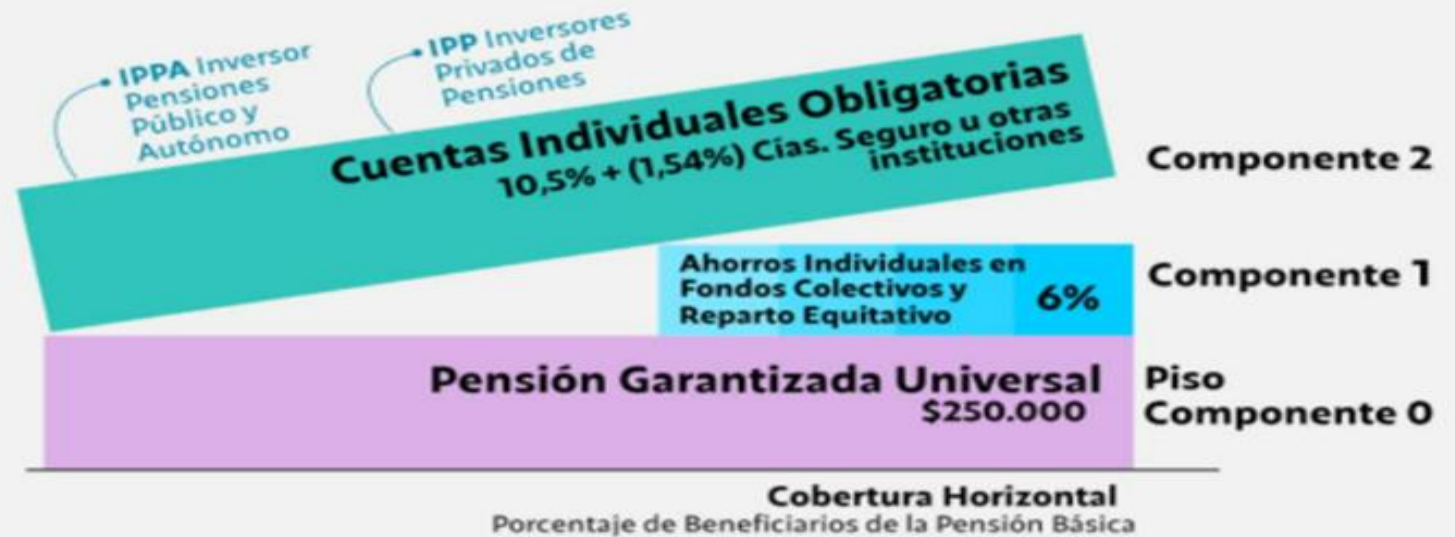 IPPA Inversor
Pensiones
Público y
Autónomo
IPP Inversores
Privados de
Pensiones
Cuentas Individuales Obligatorias
10,5% + (1,54%) Cías. Seguro u otras
instituciones
Componente 2
Ahorros Individuales en
Fondos Colectivos y
Reparto Equitativo
6%
Componente 1
Pensión Garantizada Universal
$250.000
Piso
Componente 0
Cobertura Horizontal
Porcentaje de Beneficiarios de la Pensión Básica